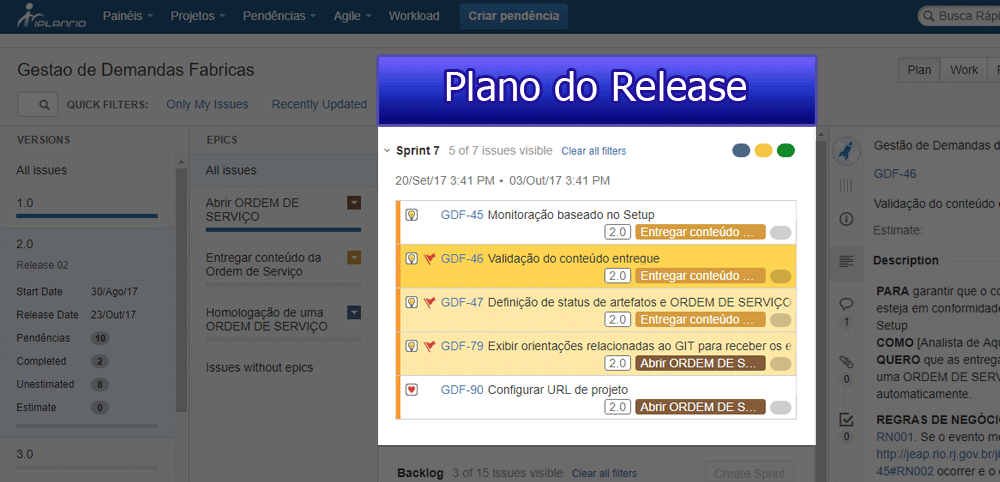 IPLANRIO
Painéis
Projetos
Pendências
Agile
Workload
Criar pendência
Busca Ráp
Gestao de Demandas Fabricas
Plano do Release
Plan
Work
QUICK FILTERS:
Only My Issues
Recently Updated
VERSIONS
All issues
1.0
2.0
Release 02
Start Date 30/Ago/17
Release Date 23/Out/17
Pendências 10
Completed 2
Unestimated 8
Estimate 0
3.0
EPICS
All issues
Abrir ORDEM DE
SERVIÇO
Entregar conteúdo da
Ordem de Serviço
Homologação de uma
ORDEM DE SERVIÇO
Issues without epics
Sprint 7 5 of 7 issues visible Clear all filters
20/Set/17 3:41 PM • 03/Out/17 3:41 PM
GDF-45 Monitoração baseado no Setup
2.0 Entregar conteúdo ...
GDF-46 Validação do conteúdo entregue
2.0 Entregar conteúdo ...
GDF-47 Definição de status de artefatos e ORDEM DE SERVIÇO
2.0 Entregar conteúdo ...
GDF-79 Exibir orientações relacionadas ao GIT para receber os e
2.0 Abrir ORDEM DE S...
GDF-90 Configurar URL de projeto
2.0 Abrir ORDEM DE S...
Backlog 3 of 15 issues visible Clear all filters
Create Sprint
1
0
0
Gestão de Demandas d
GDF-46
Validação do conteúdo e
Estimate:
Description
PARA garantir que o co
esteja em conformidade
Setup
COMO [Analista de Aqu
QUERO que as entrega
uma ORDEM DE SERV
automaticamente.
REGRAS DE NEGÓCI
RN001. Se o evento me
http://jeap.rio.rj.gov.br/ji
45#RN002 ocorrer e o c